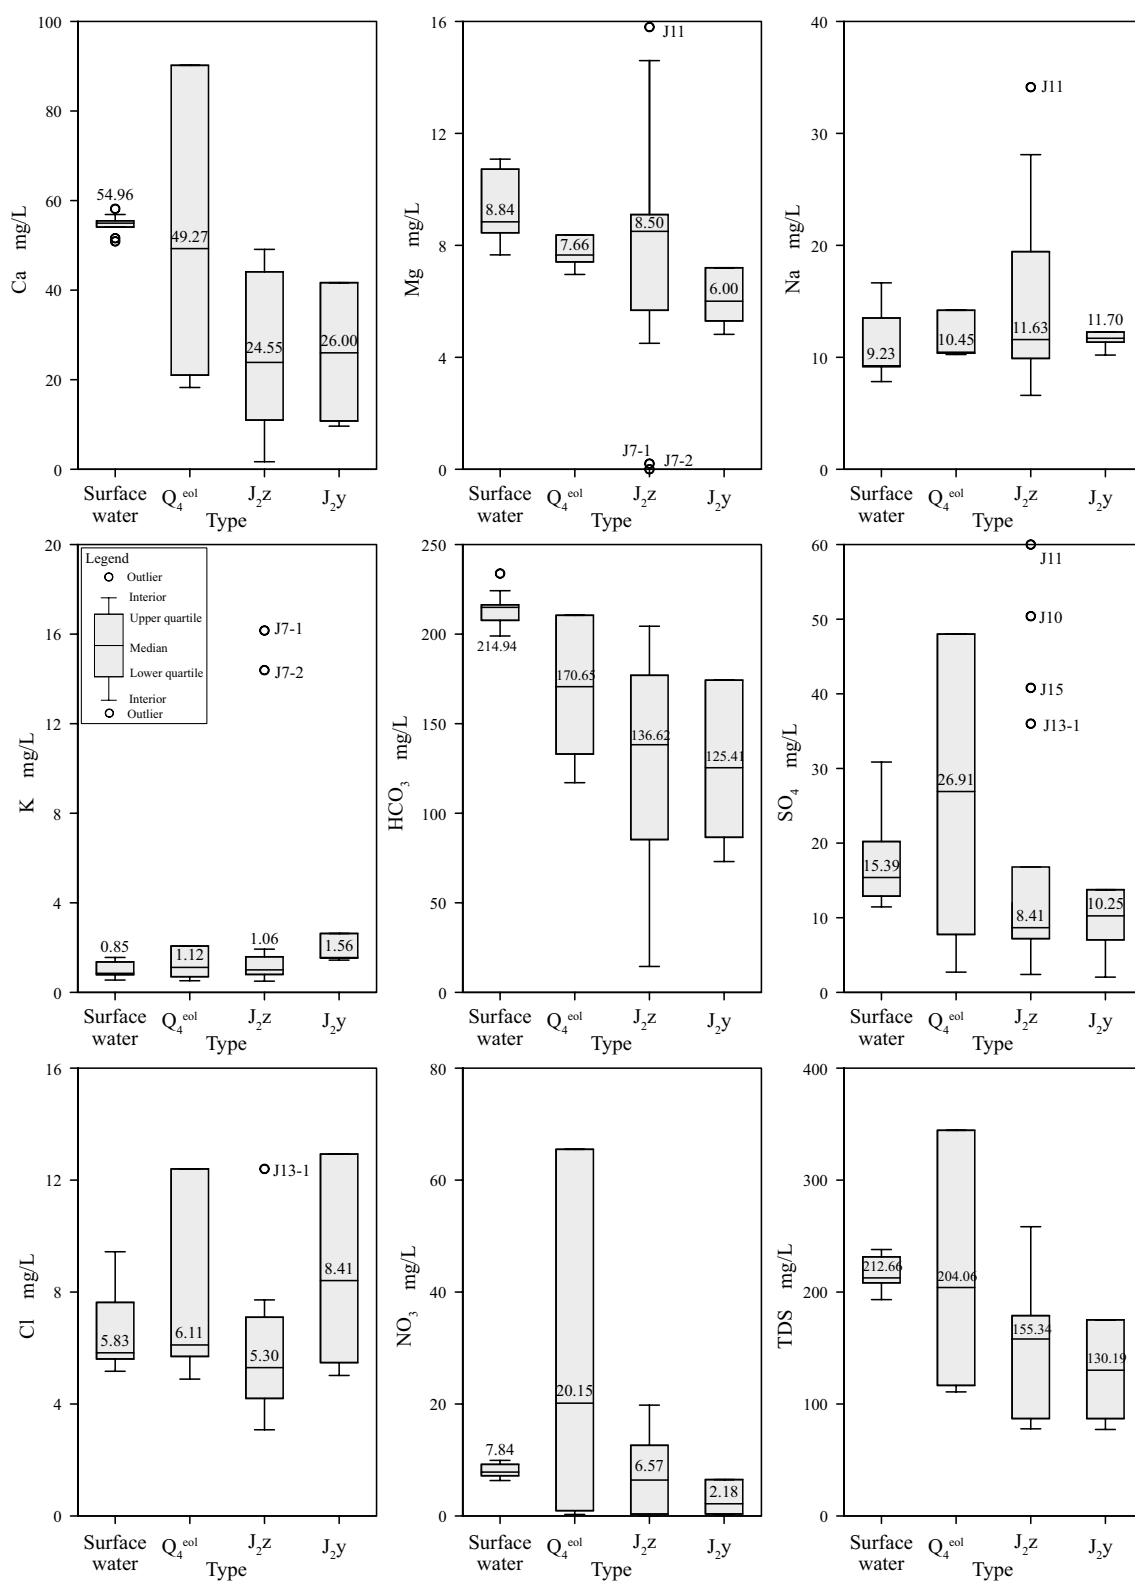 Ca mg/L
100
80
60
40
20
0
54.96
49.27
24.55
26.00
Surface water
Q₄ᵉᵒˡ
J₂z
J₂y
Type
Mg mg/L
16
12
8
4
0
J11
8.84
7.66
8.50
6.00
J7-1
J7-2
Surface water
Q₄ᵉᵒˡ
J₂z
J₂y
Type
Na mg/L
40
30
20
10
0
J11
9.23
10.45
11.63
11.70
Surface water
Q₄ᵉᵒˡ
J₂z
J₂y
Type
K mg/L
20
16
12
8
4
0
Legend
Outlier
Interior
Upper quartile
Median
Lower quartile
Interior
Outlier
J7-1
J7-2
0.85
1.12
1.06
1.56
Surface water
Q₄ᵉᵒˡ
J₂z
J₂y
Type
HCO₃ mg/L
250
200
150
100
50
0
214.94
170.65
136.62
125.41
Surface water
Q₄ᵉᵒˡ
J₂z
J₂y
Type
SO₄ mg/L
60
50
40
30
20
10
0
J11
J10
J15
J13-1
15.39
26.91
8.41
10.25
Surface water
Q₄ᵉᵒˡ
J₂z
J₂y
Type
Cl mg/L
16
12
8
4
0
J13-1
5.83
6.11
5.30
8.41
Surface water
Q₄ᵉᵒˡ
J₂z
J₂y
Type
NO₃ mg/L
80
60
40
20
0
7.84
20.15
6.57
2.18
Surface water
Q₄ᵉᵒˡ
J₂z
J₂y
Type
TDS mg/L
400
300
200
100
0
212.66
204.06
155.34
130.19
Surface water
Q₄ᵉᵒˡ
J₂z
J₂y
Type